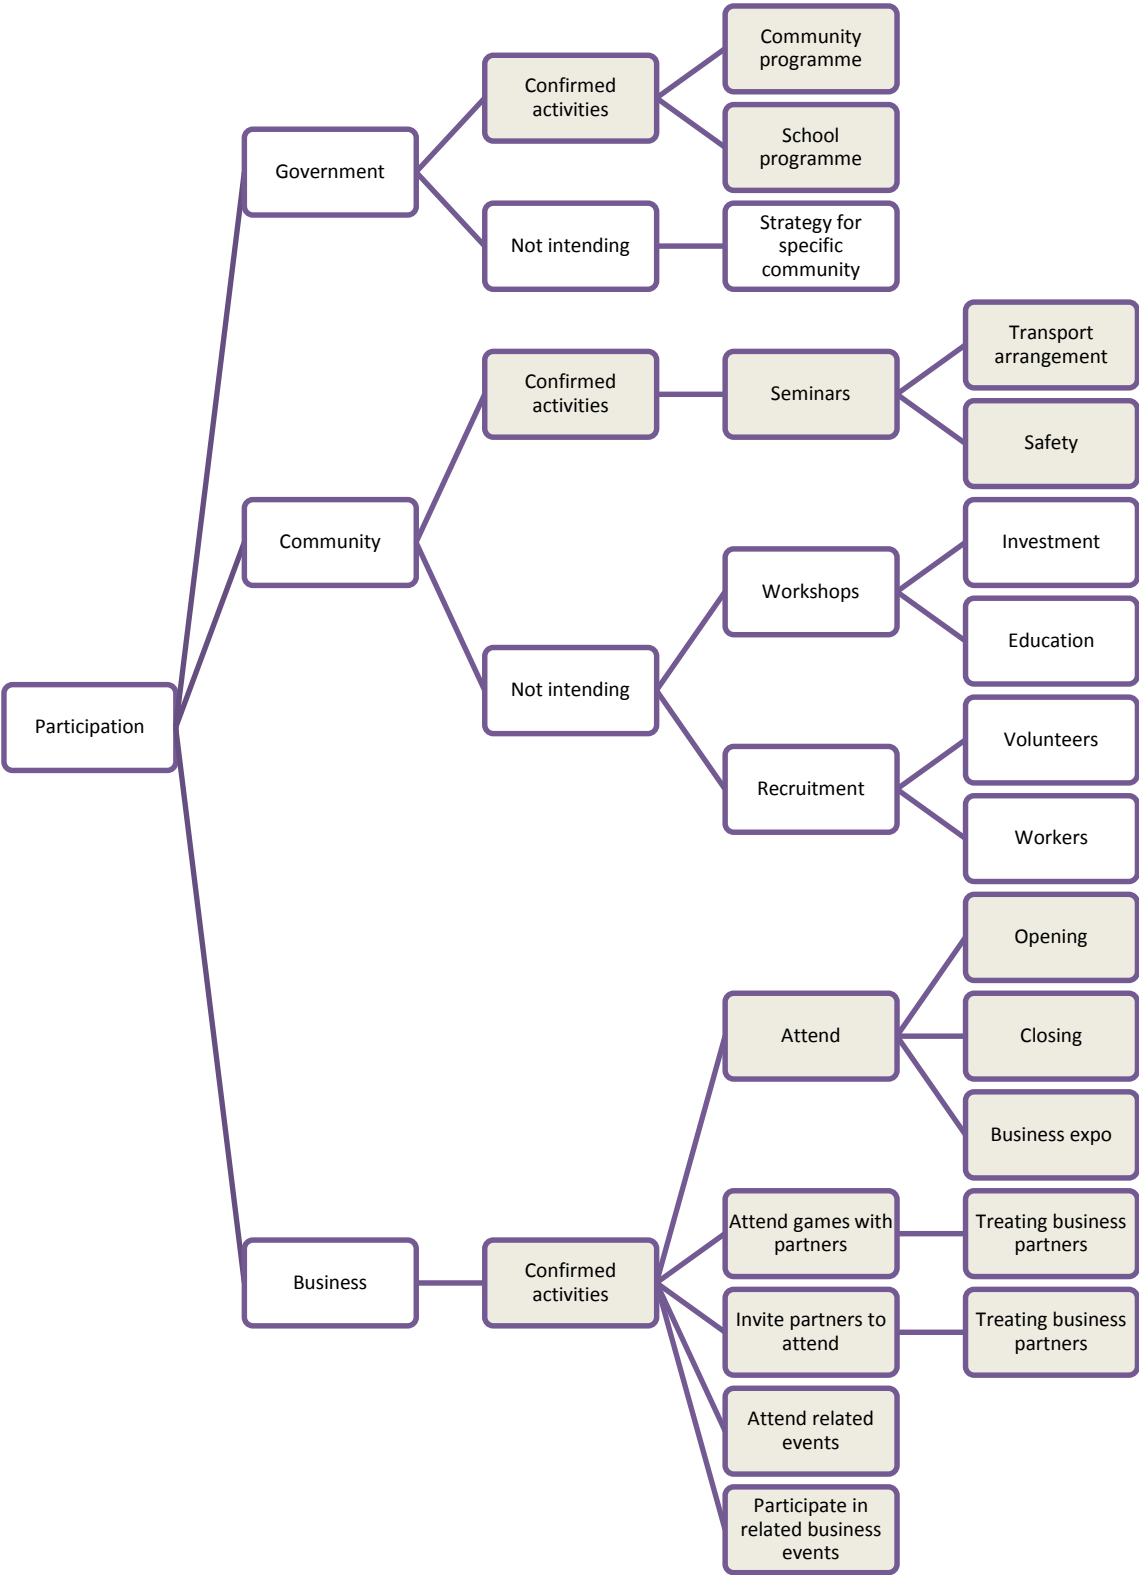 Community
programme
Confirmed
activities
School
programme
Government
Not intending
Strategy for
specific
community
Transport
arrangement
Confirmed
activities
Seminars
Safety
Community
Investment
Workshops
Education
Not intending
Participation
Volunteers
Recruitment
Workers
Opening
Attend
Closing
Business expo
Attend games with
partners
Treating business
partners
Business
Confirmed
activities
Invite partners to
attend
Treating business
partners
Attend related
events
Participate in
related business
events